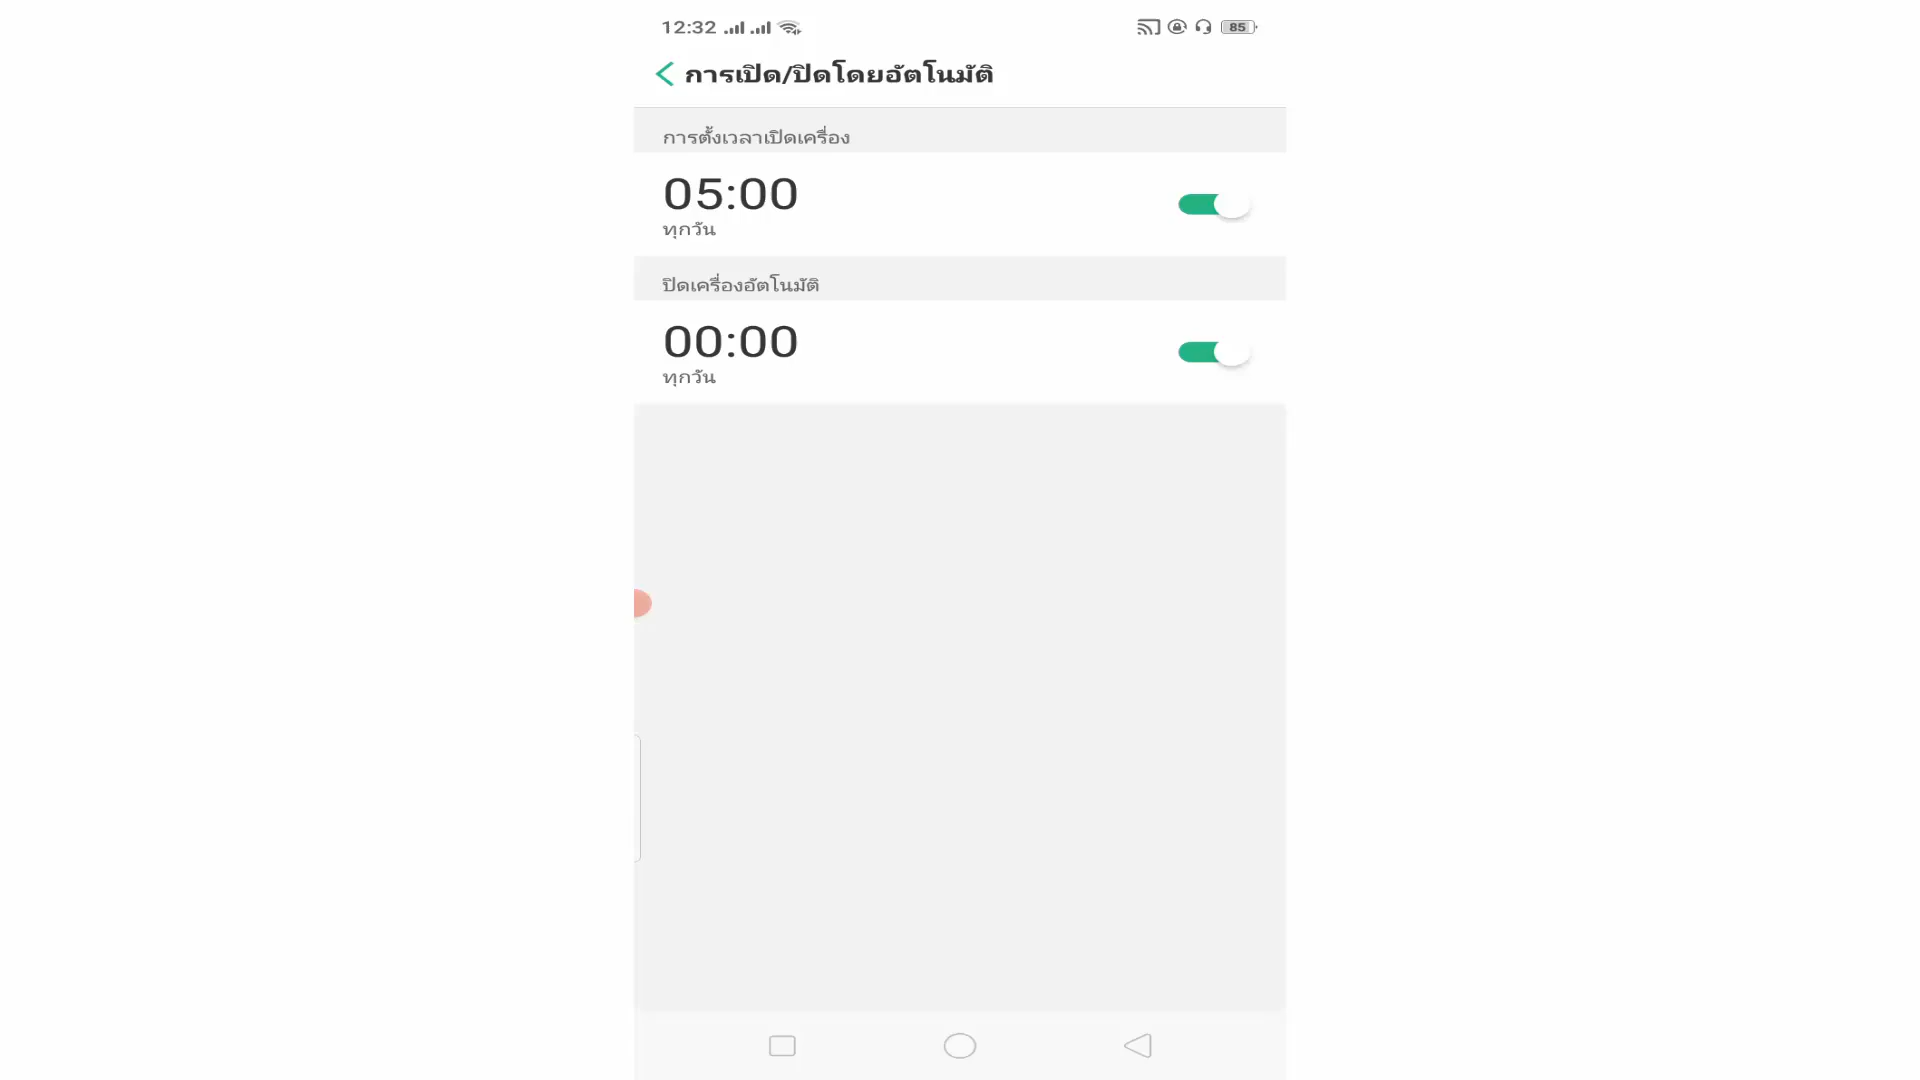 12:32 85
การเปิด/ปิดโดยอัตโนมัติ
การตั้งเวลาเปิดเครื่อง
05:00
ทุกวัน
ปิดเครื่องอัตโนมัติ
00:00
ทุกวัน